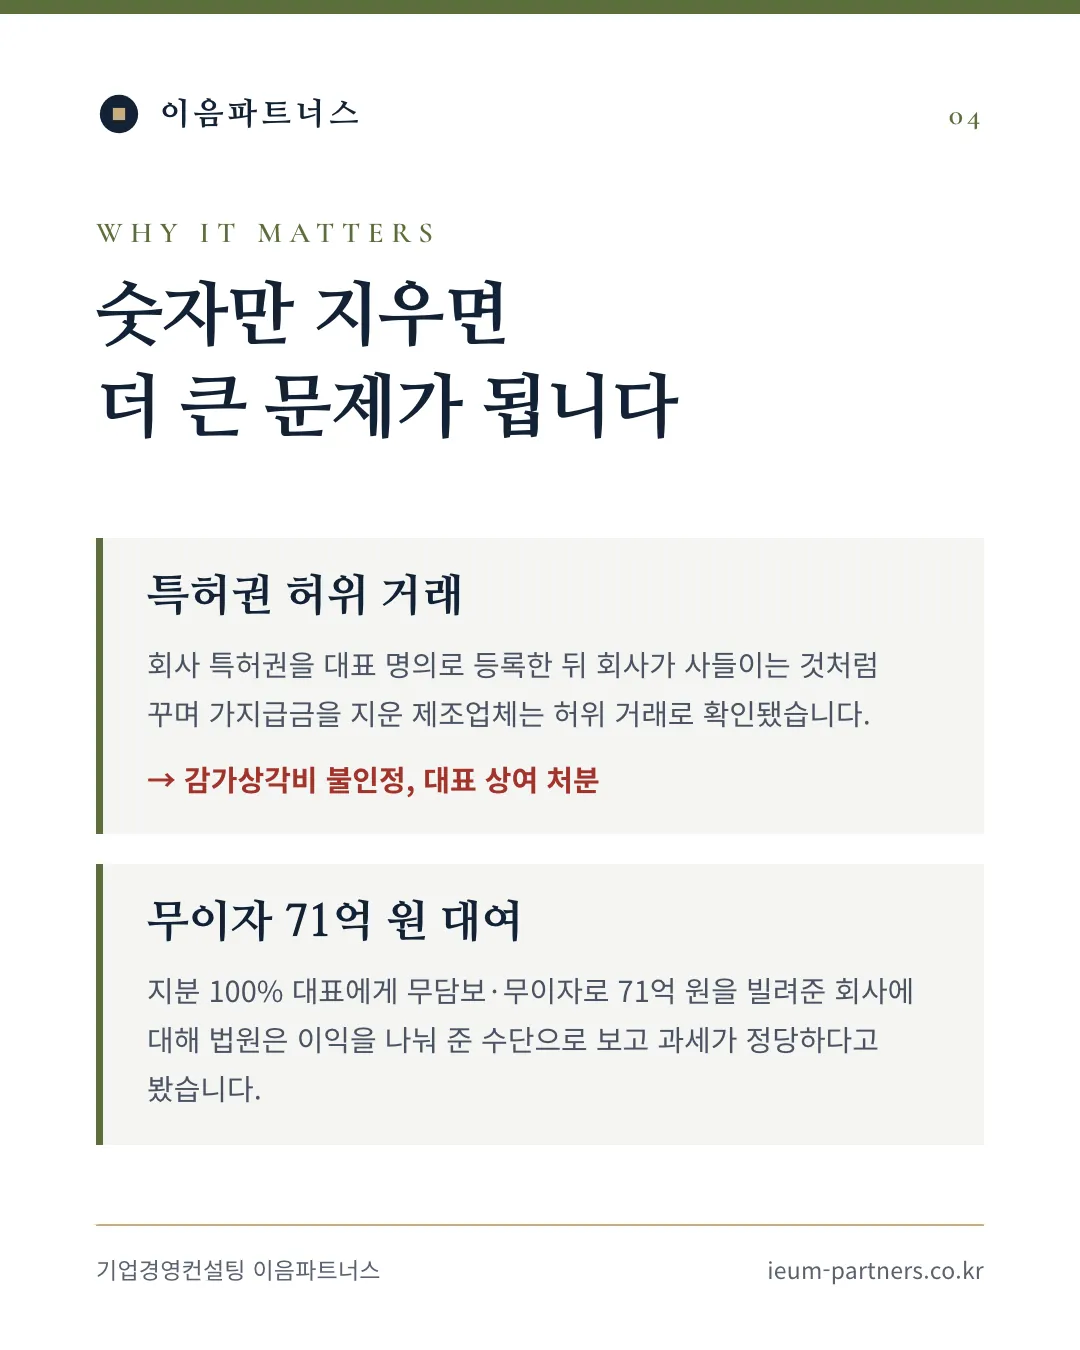 이음파트너스
04
WHY IT MATTERS
숫자만 지우면
더 큰 문제가 됩니다
특허권 허위 거래
회사 특허권을 대표 명의로 등록한 뒤 회사가 사들이는 것처럼
꾸며 가지급금을 지운 제조업체는 허위 거래로 확인됐습니다.
→ 감가상각비 불인정, 대표 상여 처분
무이자 71억 원 대여
지분 100% 대표에게 무담보·무이자로 71억 원을 빌려준 회사에
대해 법원은 이익을 나눠 준 수단으로 보고 과세가 정당하다고
봤습니다.
기업경영컨설팅 이음파트너스
ieum-partners.co.kr